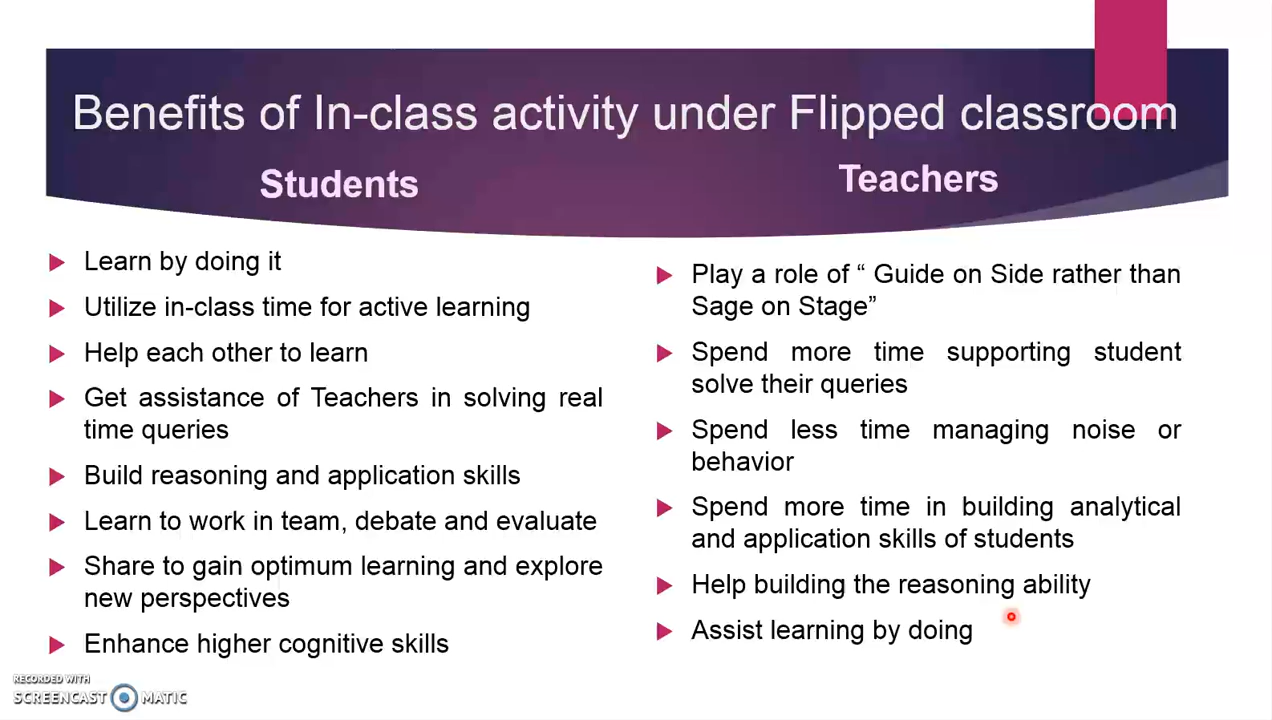 Benefits of In-class activity under Flipped classroom
Students
Learn by doing it
Utilize in-class time for active learning
Help each other to learn
Get assistance of Teachers in solving real
time queries
Build reasoning and application skills
Learn to work in team, debate and evaluate
Share to gain optimum learning and explore
new perspectives
Enhance higher cognitive skills
Teachers
Play a role of “ Guide on Side rather than
Sage on Stage”
Spend more time supporting student
solve their queries
Spend less time managing noise or
behavior
Spend more time in building analytical
and application skills of students
Help building the reasoning ability
Assist learning by doing
RECORDED WITH
SCREENCAST MATIC